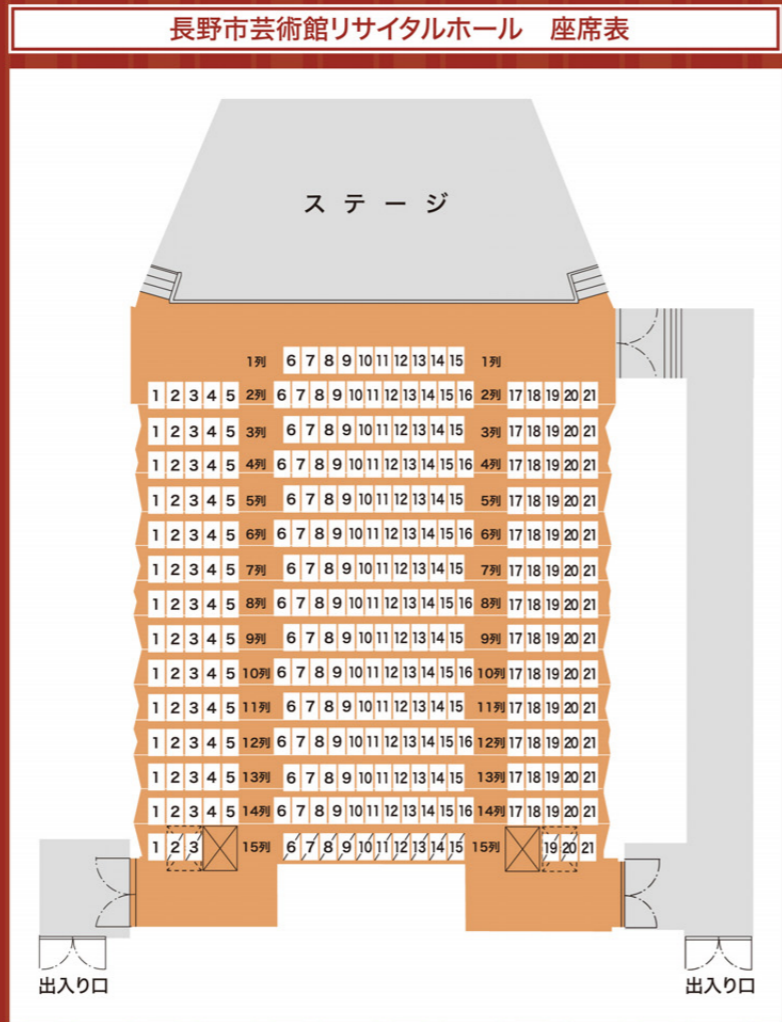 長野市芸術館リサイタルホール　座席表
ステージ
1列 6 7 8 9 10 11 12 13 14 15 1列
1 2 3 4 5 2列 6 7 8 9 10 11 12 13 14 15 16 2列 17 18 19 20 21
1 2 3 4 5 3列 6 7 8 9 10 11 12 13 14 15 3列 17 18 19 20 21
1 2 3 4 5 4列 6 7 8 9 10 11 12 13 14 15 16 4列 17 18 19 20 21
1 2 3 4 5 5列 6 7 8 9 10 11 12 13 14 15 5列 17 18 19 20 21
1 2 3 4 5 6列 6 7 8 9 10 11 12 13 14 15 16 6列 17 18 19 20 21
1 2 3 4 5 7列 6 7 8 9 10 11 12 13 14 15 7列 17 18 19 20 21
1 2 3 4 5 8列 6 7 8 9 10 11 12 13 14 15 16 8列 17 18 19 20 21
1 2 3 4 5 9列 6 7 8 9 10 11 12 13 14 15 9列 17 18 19 20 21
1 2 3 4 5 10列 6 7 8 9 10 11 12 13 14 15 16 10列 17 18 19 20 21
1 2 3 4 5 11列 6 7 8 9 10 11 12 13 14 15 11列 17 18 19 20 21
1 2 3 4 5 12列 6 7 8 9 10 11 12 13 14 15 16 12列 17 18 19 20 21
1 2 3 4 5 13列 6 7 8 9 10 11 12 13 14 15 13列 17 18 19 20 21
1 2 3 4 5 14列 6 7 8 9 10 11 12 13 14 15 16 14列 17 18 19 20 21
1 2 3 15列 6 7 8 9 10 11 12 13 14 15 15列 19 20 21
出入り口 出入り口